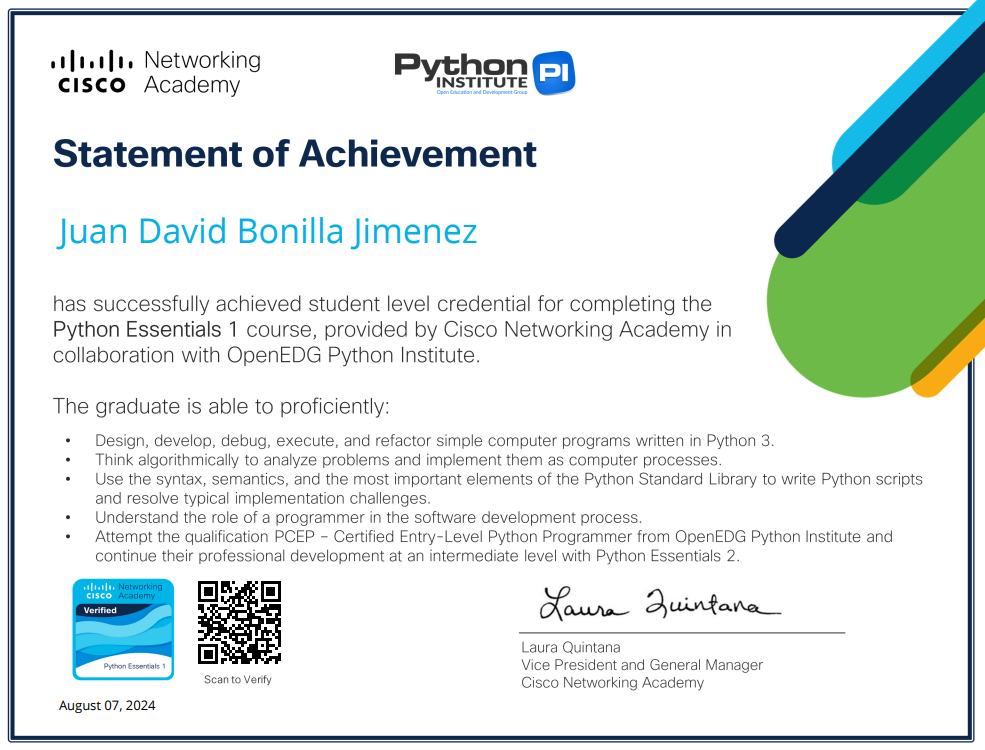 Networking
CISCO Academy
Python
INSTITUTE PI
Open Education and Development Group
Statement of Achievement
Juan David Bonilla Jimenez
has successfully achieved student level credential for completing the
Python Essentials 1 course, provided by Cisco Networking Academy in
collaboration with OpenEDG Python Institute.
The graduate is able to proficiently:
• Design, develop, debug, execute, and refactor simple computer programs written in Python 3.
• Think algorithmically to analyze problems and implement them as computer processes.
• Use the syntax, semantics, and the most important elements of the Python Standard Library to write Python scripts
and resolve typical implementation challenges.
• Understand the role of a programmer in the software development process.
• Attempt the qualification PCEP – Certified Entry-Level Python Programmer from OpenEDG Python Institute and
continue their professional development at an intermediate level with Python Essentials 2.
Networking
CISCO Academy
Verified
Python Essentials 1
Scan to Verify
August 07, 2024
Laura Quintana
Laura Quintana
Vice President and General Manager
Cisco Networking Academy